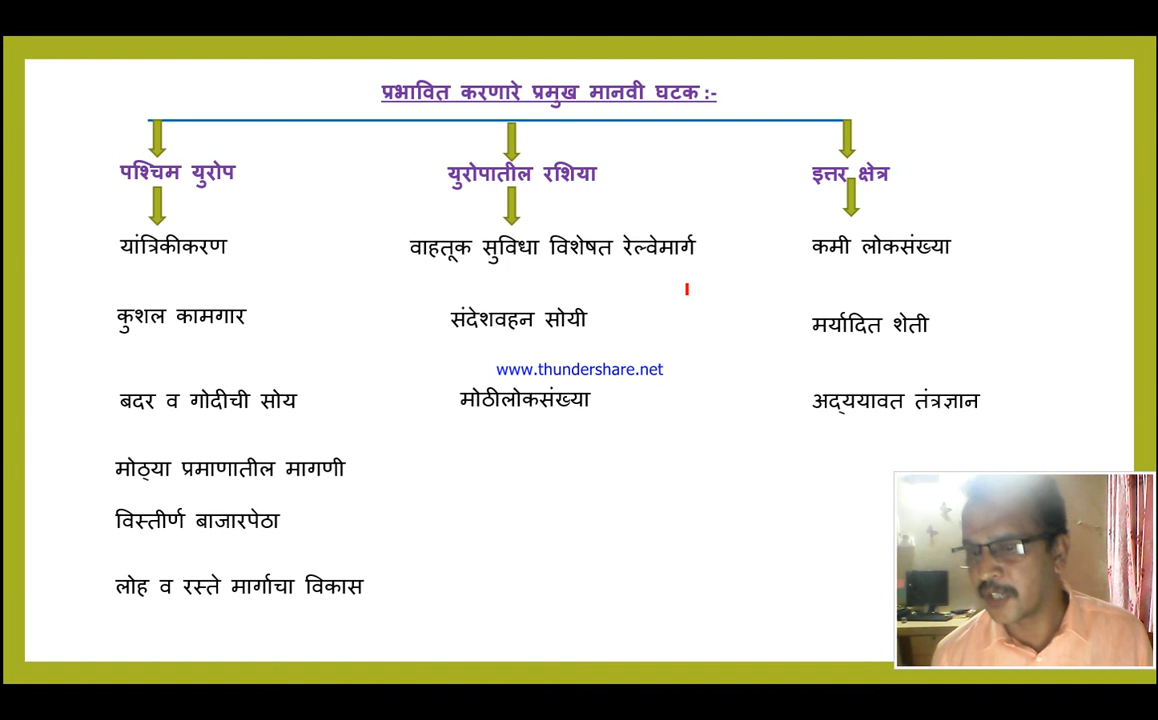 प्रभावित करणारे प्रमुख मानवी घटक :-
पश्चिम युरोप
युरोपातील रशिया
इत्तर क्षेत्र
यांत्रिकीकरण
वाहतूक सुविधा विशेषत रेल्वेमार्ग
कमी लोकसंख्या
कुशल कामगार
संदेशवहन सोयी
मर्यादित शेती
www.thundershare.net
बदर व गोदीची सोय
मोठीलोकसंख्या
अद्ययावत तंत्रज्ञान
मोठ्या प्रमाणातील मागणी
विस्तीर्ण बाजारपेठा
लोह व रस्ते मार्गाचा विकास